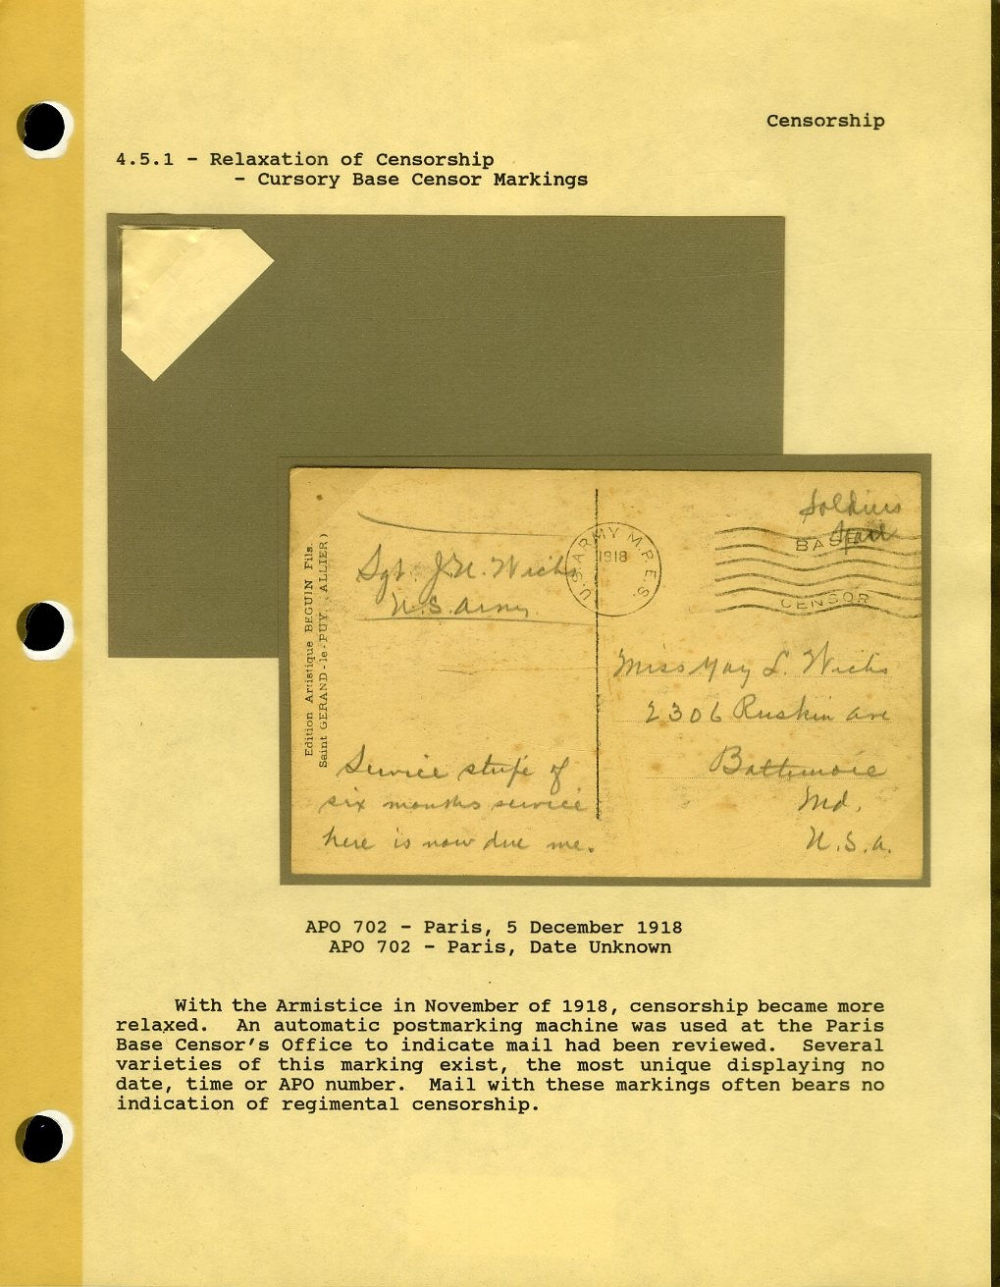 Censorship
4.5.1 - Relaxation of Censorship
- Cursory Base Censor Markings
Soldiers
Mail
BASE
CENSOR
U.S. ARMY M.P.E.S.
1918
Sgt. J. H. Wicks
U.S. Army
Edition Artistique BEGUIN Fils.
Saint GERAND-le-PUY. (ALLIER)
Miss May L. Wicks
2306 Ruskin Ave
Baltimore
Md.
U.S.A.
Service stripe of
six months service
here is now due me.
APO 702 - Paris, 5 December 1918
APO 702 - Paris, Date Unknown
With the Armistice in November of 1918, censorship became more
relaxed. An automatic postmarking machine was used at the Paris
Base Censor's Office to indicate mail had been reviewed. Several
varieties of this marking exist, the most unique displaying no
date, time or APO number. Mail with these markings often bears no
indication of regimental censorship.